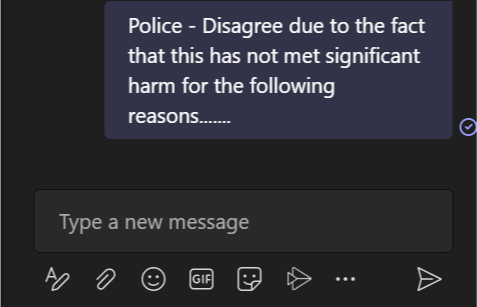 Police - Disagree due to the fact
that this has not met significant
harm for the following
reasons.......
Type a new message
GIF